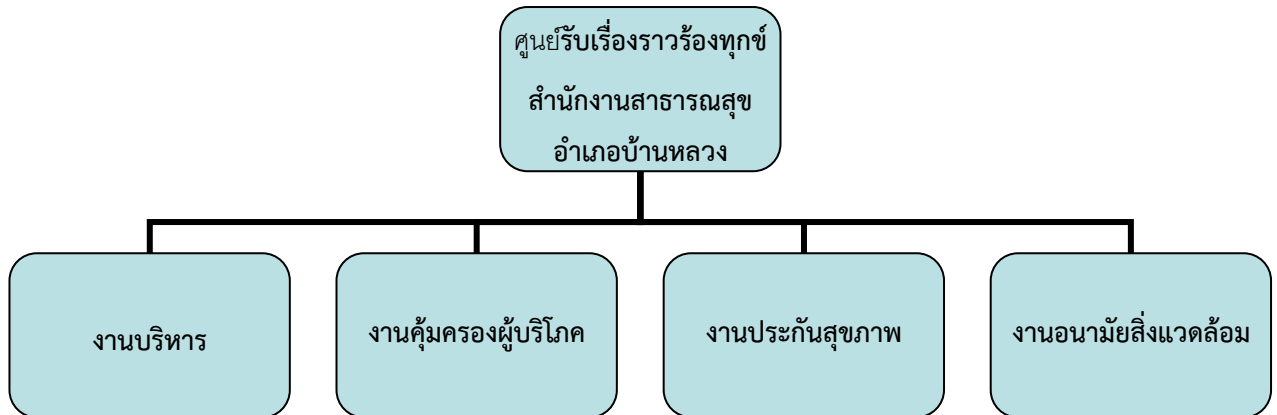 ศูนย์รับเรื่องราวร้องทุกข์
สำนักงานสาธารณสุข
อำเภอบ้านหลวง
งานบริหาร
งานคุ้มครองผู้บริโภค
งานประกันสุขภาพ
งานอนามัยสิ่งแวดล้อม